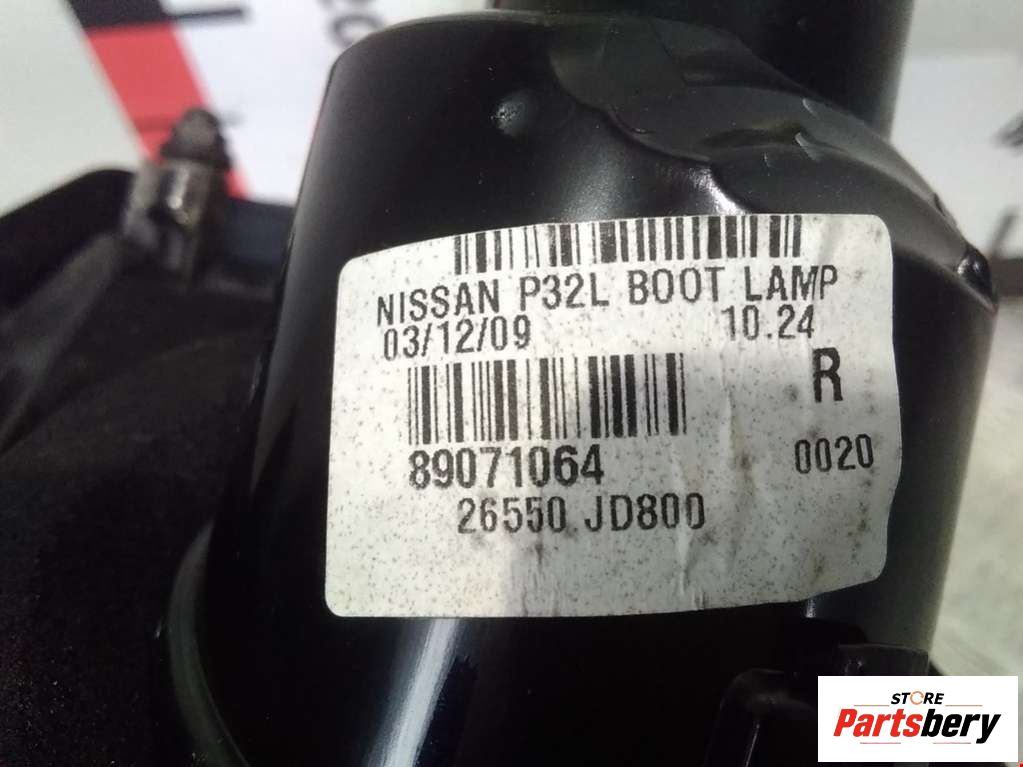 NISSAN P32L BOOT LAMP
03/12/09 10.24
R
89071064 0020
26550 JD800
STORE
Partsbery